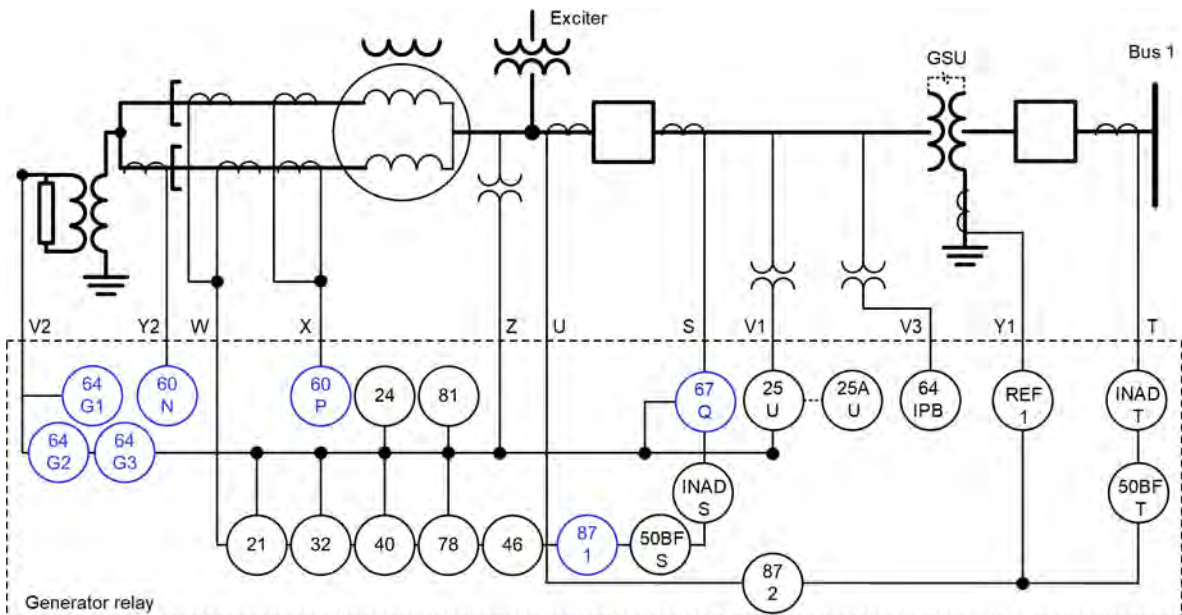 Exciter
GSU
Bus 1
V2
Y2
W
X
Z
U
S
V1
V3
Y1
T
64
G1
60
N
60
P
24
81
67
Q
25
U
25A
U
64
IPB
REF
1
INAD
T
64
G2
64
G3
INAD
S
50BF
T
21
32
40
78
46
87
1
50BF
S
87
2
Generator relay